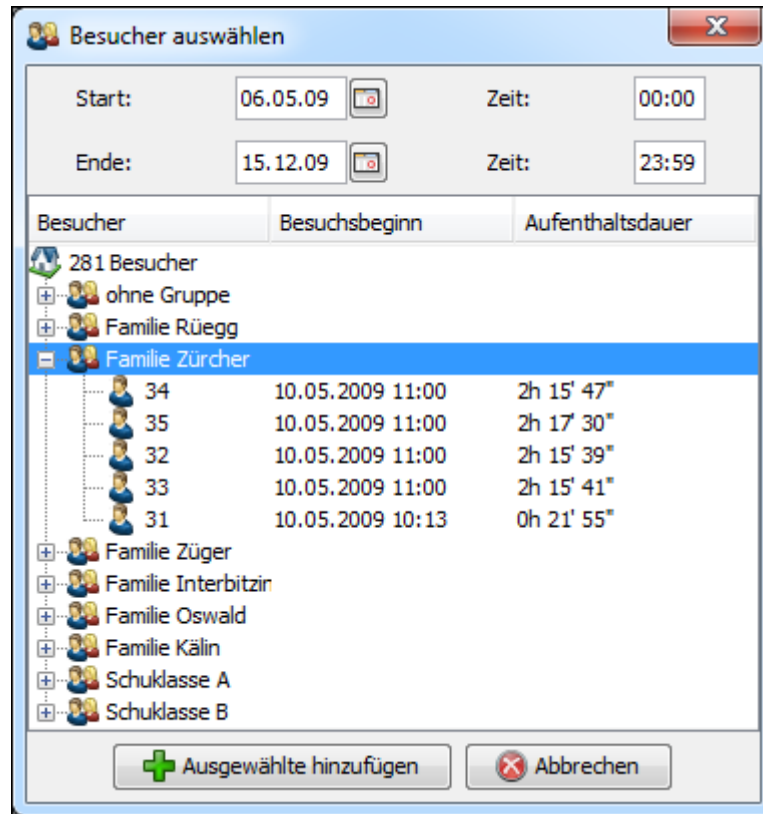 Besucher auswählen
Start: 06.05.09 Zeit: 00:00
Ende: 15.12.09 Zeit: 23:59
Besucher Besuchsbeginn Aufenthaltsdauer
281 Besucher
ohne Gruppe
Familie Rüegg
Familie Zürcher
34 10.05.2009 11:00 2h 15' 47"
35 10.05.2009 11:00 2h 17' 30"
32 10.05.2009 11:00 2h 15' 39"
33 10.05.2009 11:00 2h 15' 41"
31 10.05.2009 10:13 0h 21' 55"
Familie Züger
Familie Interbitzin
Familie Oswald
Familie Kälin
Schuklasse A
Schuklasse B
Ausgewählte hinzufügen Abbrechen